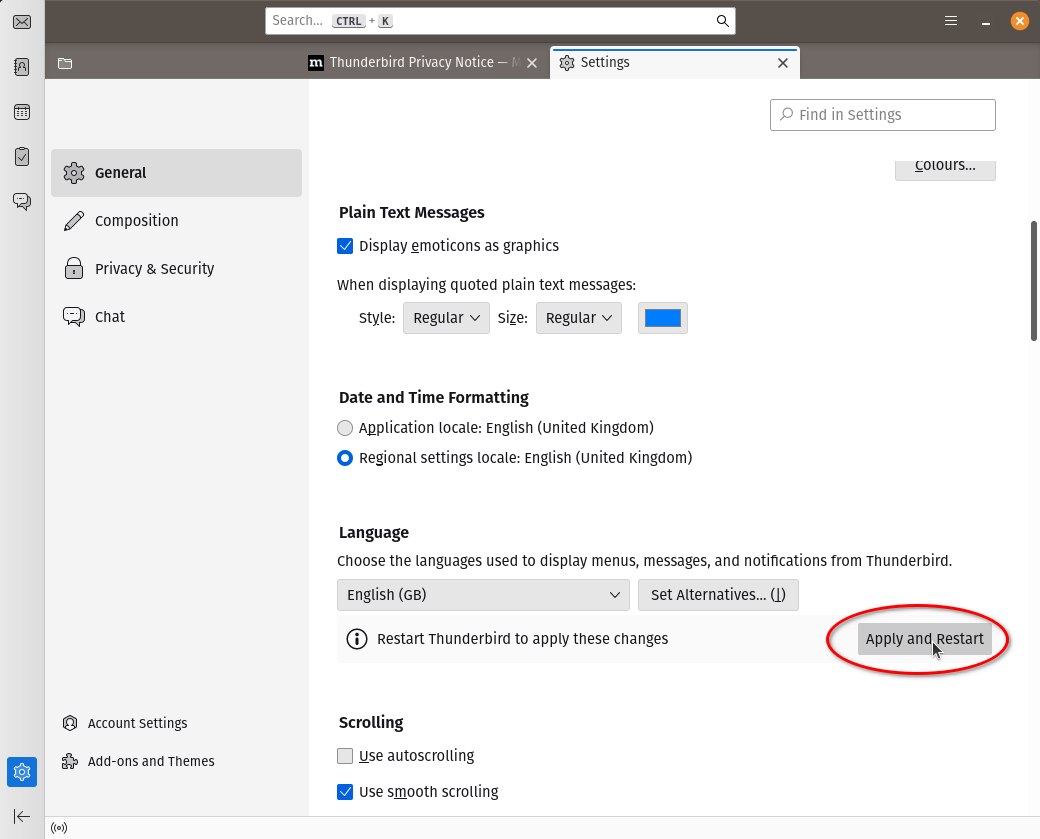 Search... CTRL + K
m Thunderbird Privacy Notice — M
Settings
Find in Settings
General
Composition
Privacy & Security
Chat
Account Settings
Add-ons and Themes
Colours...
Plain Text Messages
Display emoticons as graphics
When displaying quoted plain text messages:
Style: Regular Size: Regular
Date and Time Formatting
Application locale: English (United Kingdom)
Regional settings locale: English (United Kingdom)
Language
Choose the languages used to display menus, messages, and notifications from Thunderbird.
English (GB) Set Alternatives... (l)
Restart Thunderbird to apply these changes Apply and Restart
Scrolling
Use autoscrolling
Use smooth scrolling